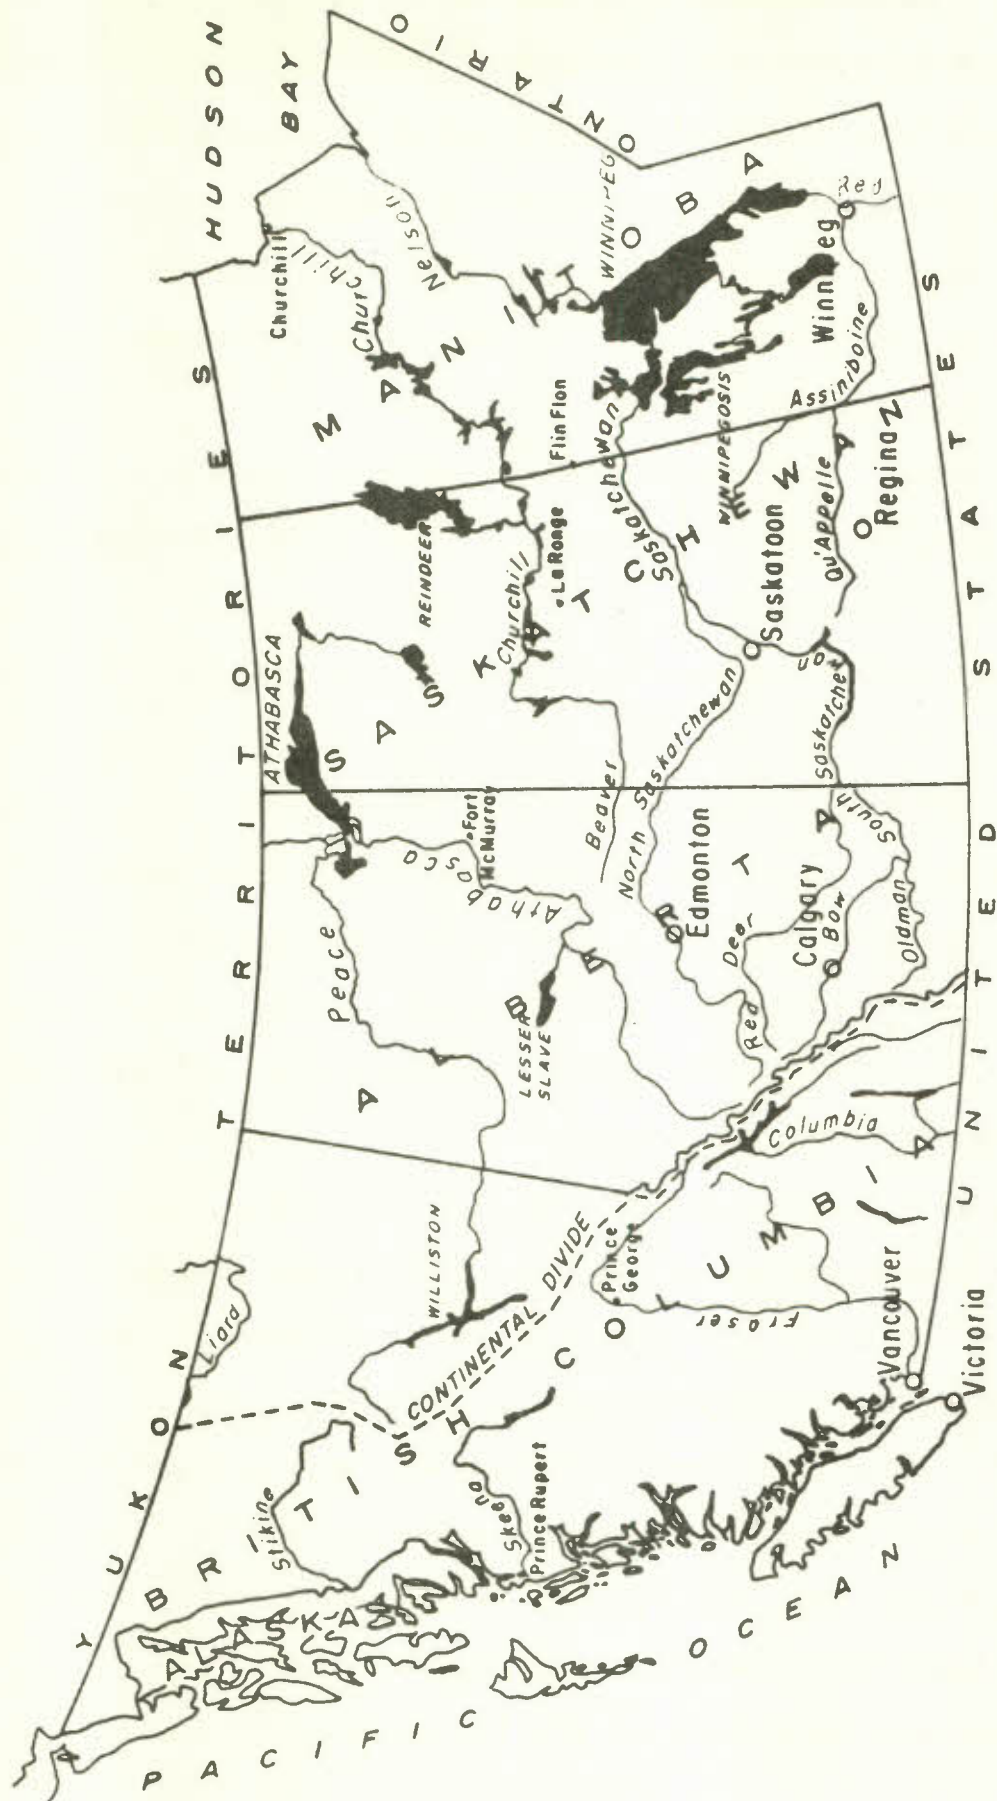 HUDSON
BAY
YUKON
TERRITORIES
ONTARIO
UNITED STATES
PACIFIC OCEAN
ALASKA
BRITISH COLUMBIA
ALBERTA
SASKATCHEWAN
MANITOBA
CONTINENTAL DIVIDE
Stikine
Liard
Skeena
Prince Rupert
WILLISTON
Prince
George
Fraser
Vancouver
Victoria
Columbia
Peace
LESSER
SLAVE
Athabasca
Fort
McMurray
ATHABASCA
Beaver
North Saskatchewan
Edmonton
Red Dear
Calgary
Bow
Oldman
South Saskatchewan
REINDEER
Churchill
La Ronge
Saskatchewan
Saskatoon
Qu'Appelle
Regina
Flin Flon
Churchill
Churchill
Nelson
WINNIPEG
WINNIPEGOSIS
Assiniboine
Winnipeg
Red